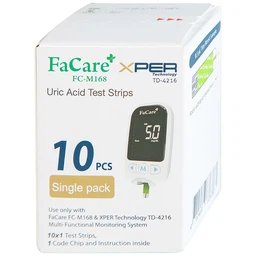 FaCare XPER
Technology
FC-M168 TD-4216
Uric Acid Test Strips
FaCare
5.0
10 PCS
Single pack
Use only with
FaCare FC-M168 & XPER Technology TD-4216
Multi-Functional Monitoring System
10x1 Test Strips,
1 Code Chip and Instruction inside